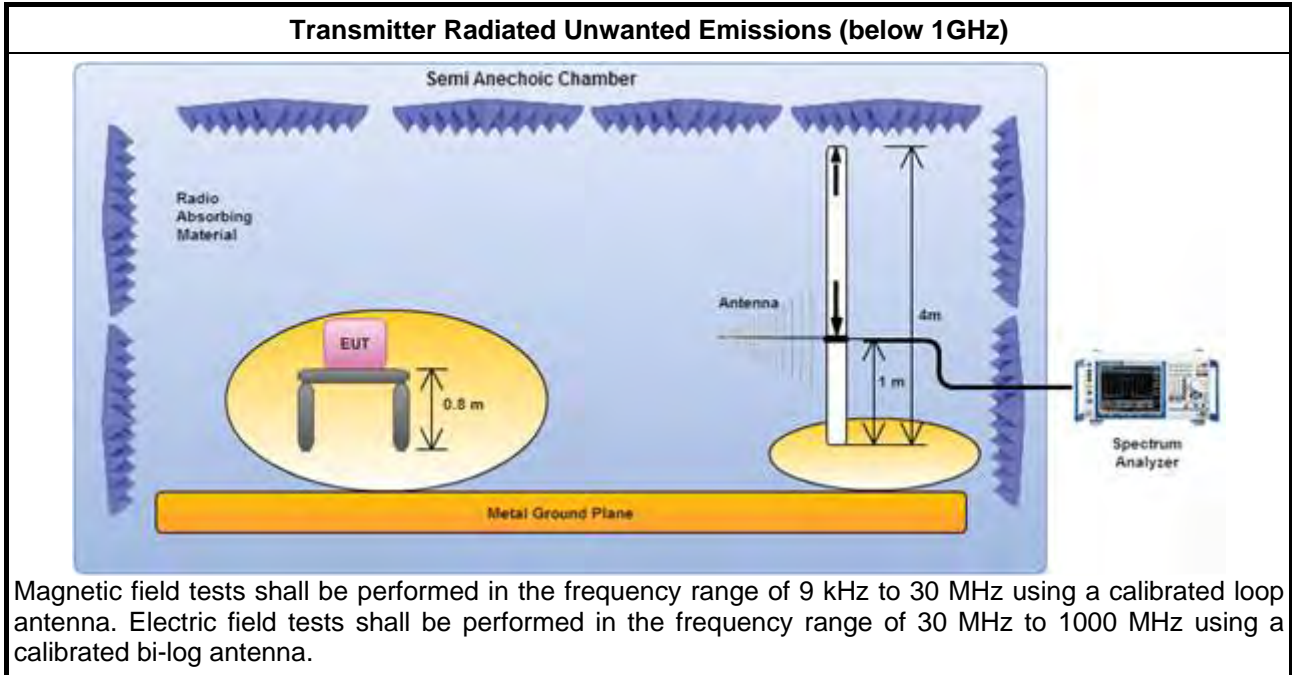 Transmitter Radiated Unwanted Emissions (below 1GHz)
Semi Anechoic Chamber
Radio
Absorbing
Material
Antenna
4m
EUT
1 m
0.8 m
Spectrum
Analyzer
Metal Ground Plane
Magnetic field tests shall be performed in the frequency range of 9 kHz to 30 MHz using a calibrated loop
antenna. Electric field tests shall be performed in the frequency range of 30 MHz to 1000 MHz using a
calibrated bi-log antenna.